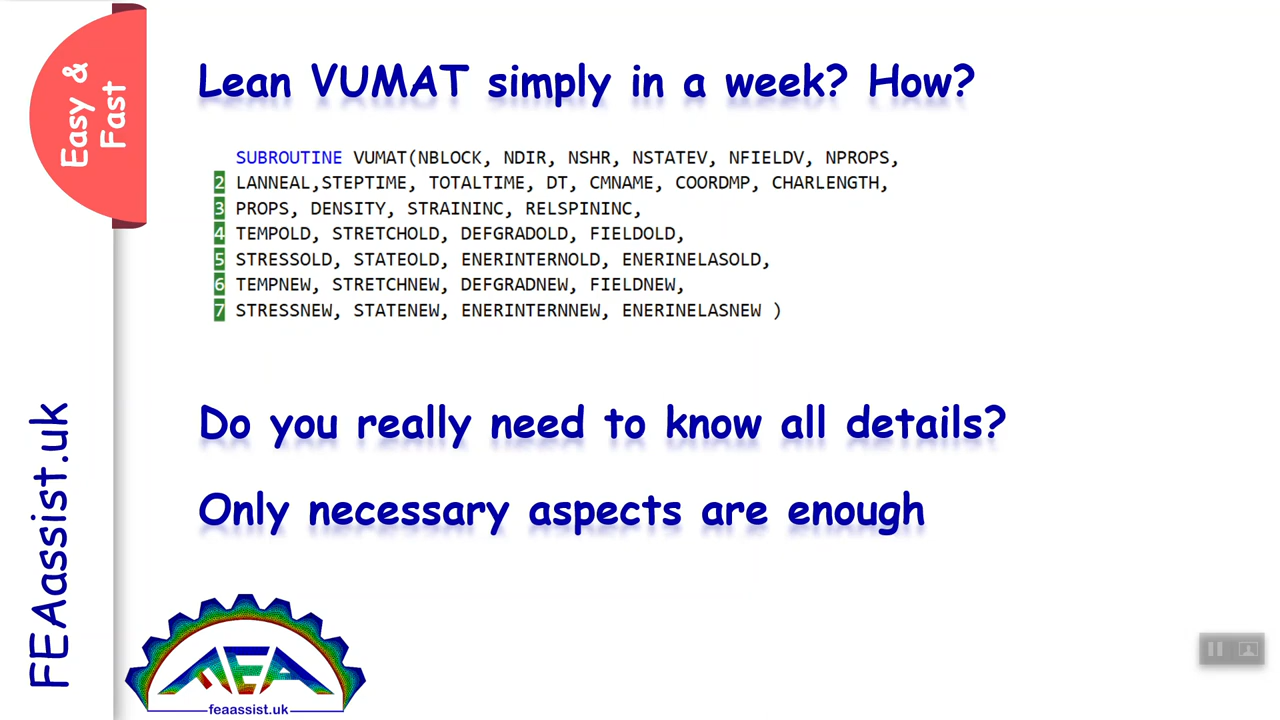 Easy &
Fast
Lean VUMAT simply in a week? How?
SUBROUTINE VUMAT(NBLOCK, NDIR, NSHR, NSTATEV, NFIELDV, NPROPS,
2 LANNEAL,STEPTIME, TOTALTIME, DT, CMNAME, COORDMP, CHARLENGTH,
3 PROPS, DENSITY, STRAININC, RELSPININC,
4 TEMPOLD, STRETCHOLD, DEFGRADOLD, FIELDOLD,
5 STRESSOLD, STATEOLD, ENERINTERNOLD, ENERINELASOLD,
6 TEMPNEW, STRETCHNEW, DEFGRADNEW, FIELDNEW,
7 STRESSNEW, STATENEW, ENERINTERNNEW, ENERINELASNEW )
Do you really need to know all details?
Only necessary aspects are enough
FEAassist.uk
FEA
feaassist.uk